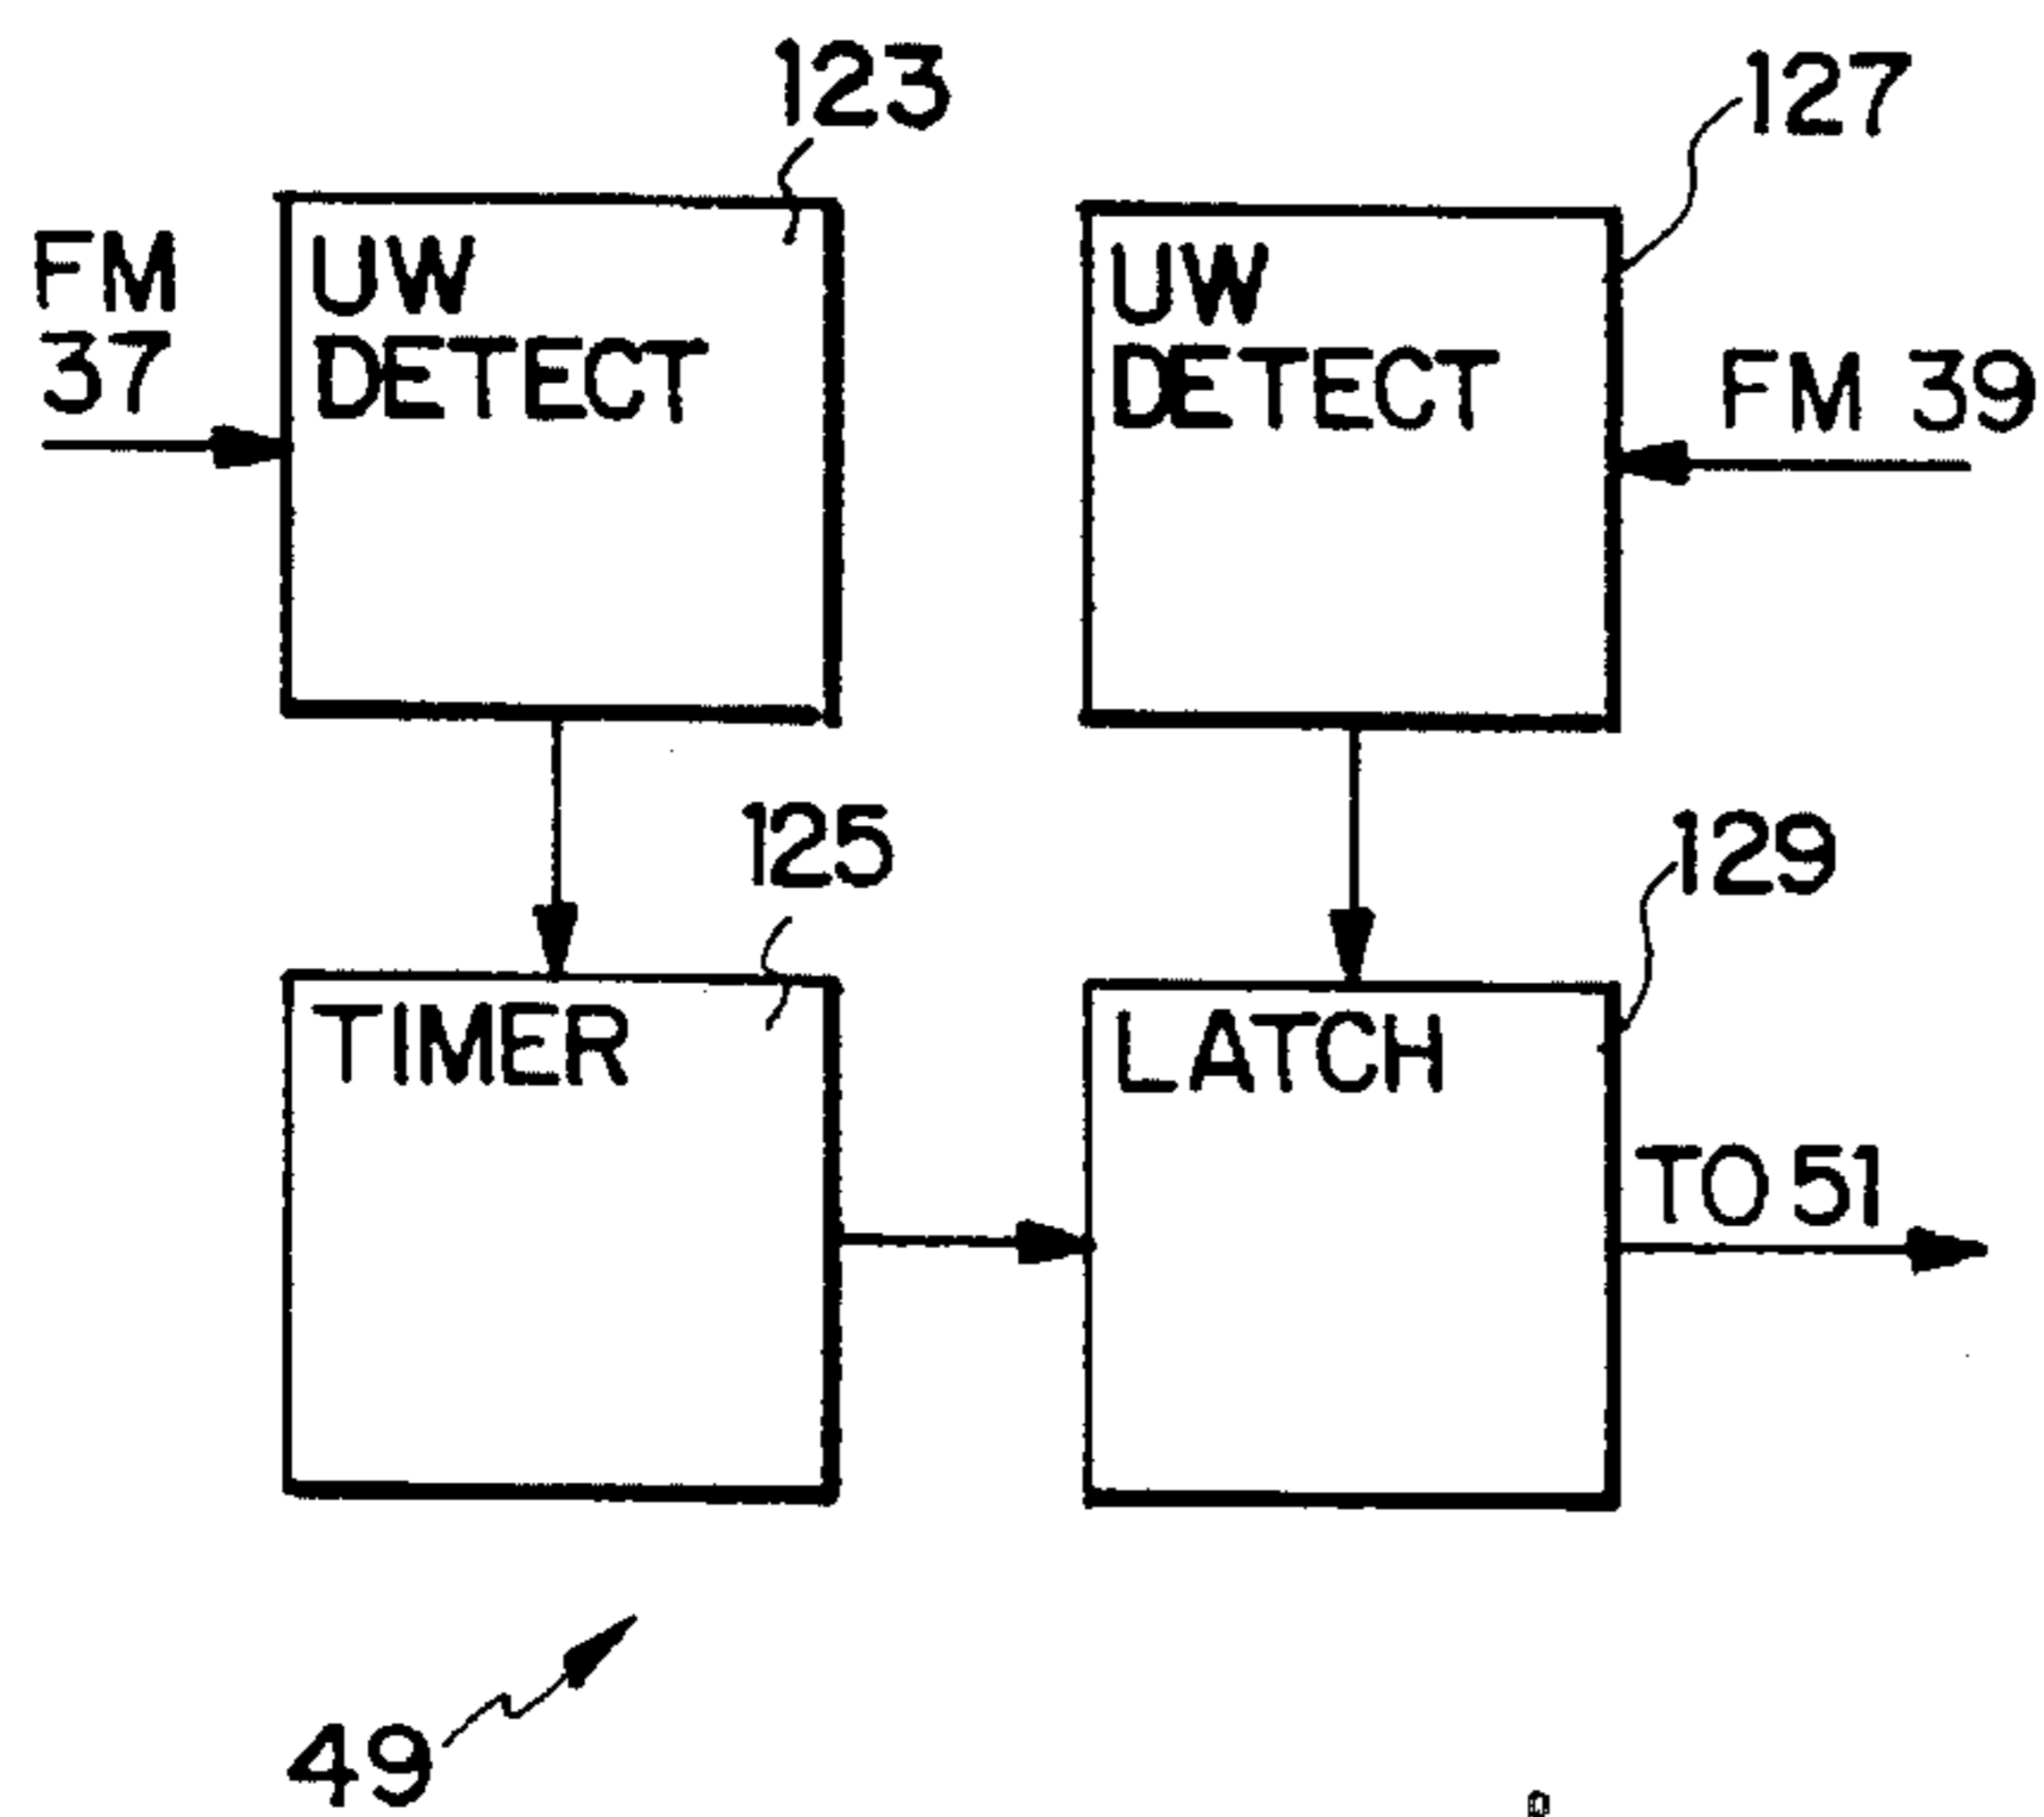 123
127
FM
37
UW
DETECT
UW
DETECT
FM 39
125
129
TIMER
LATCH
TO 51
49